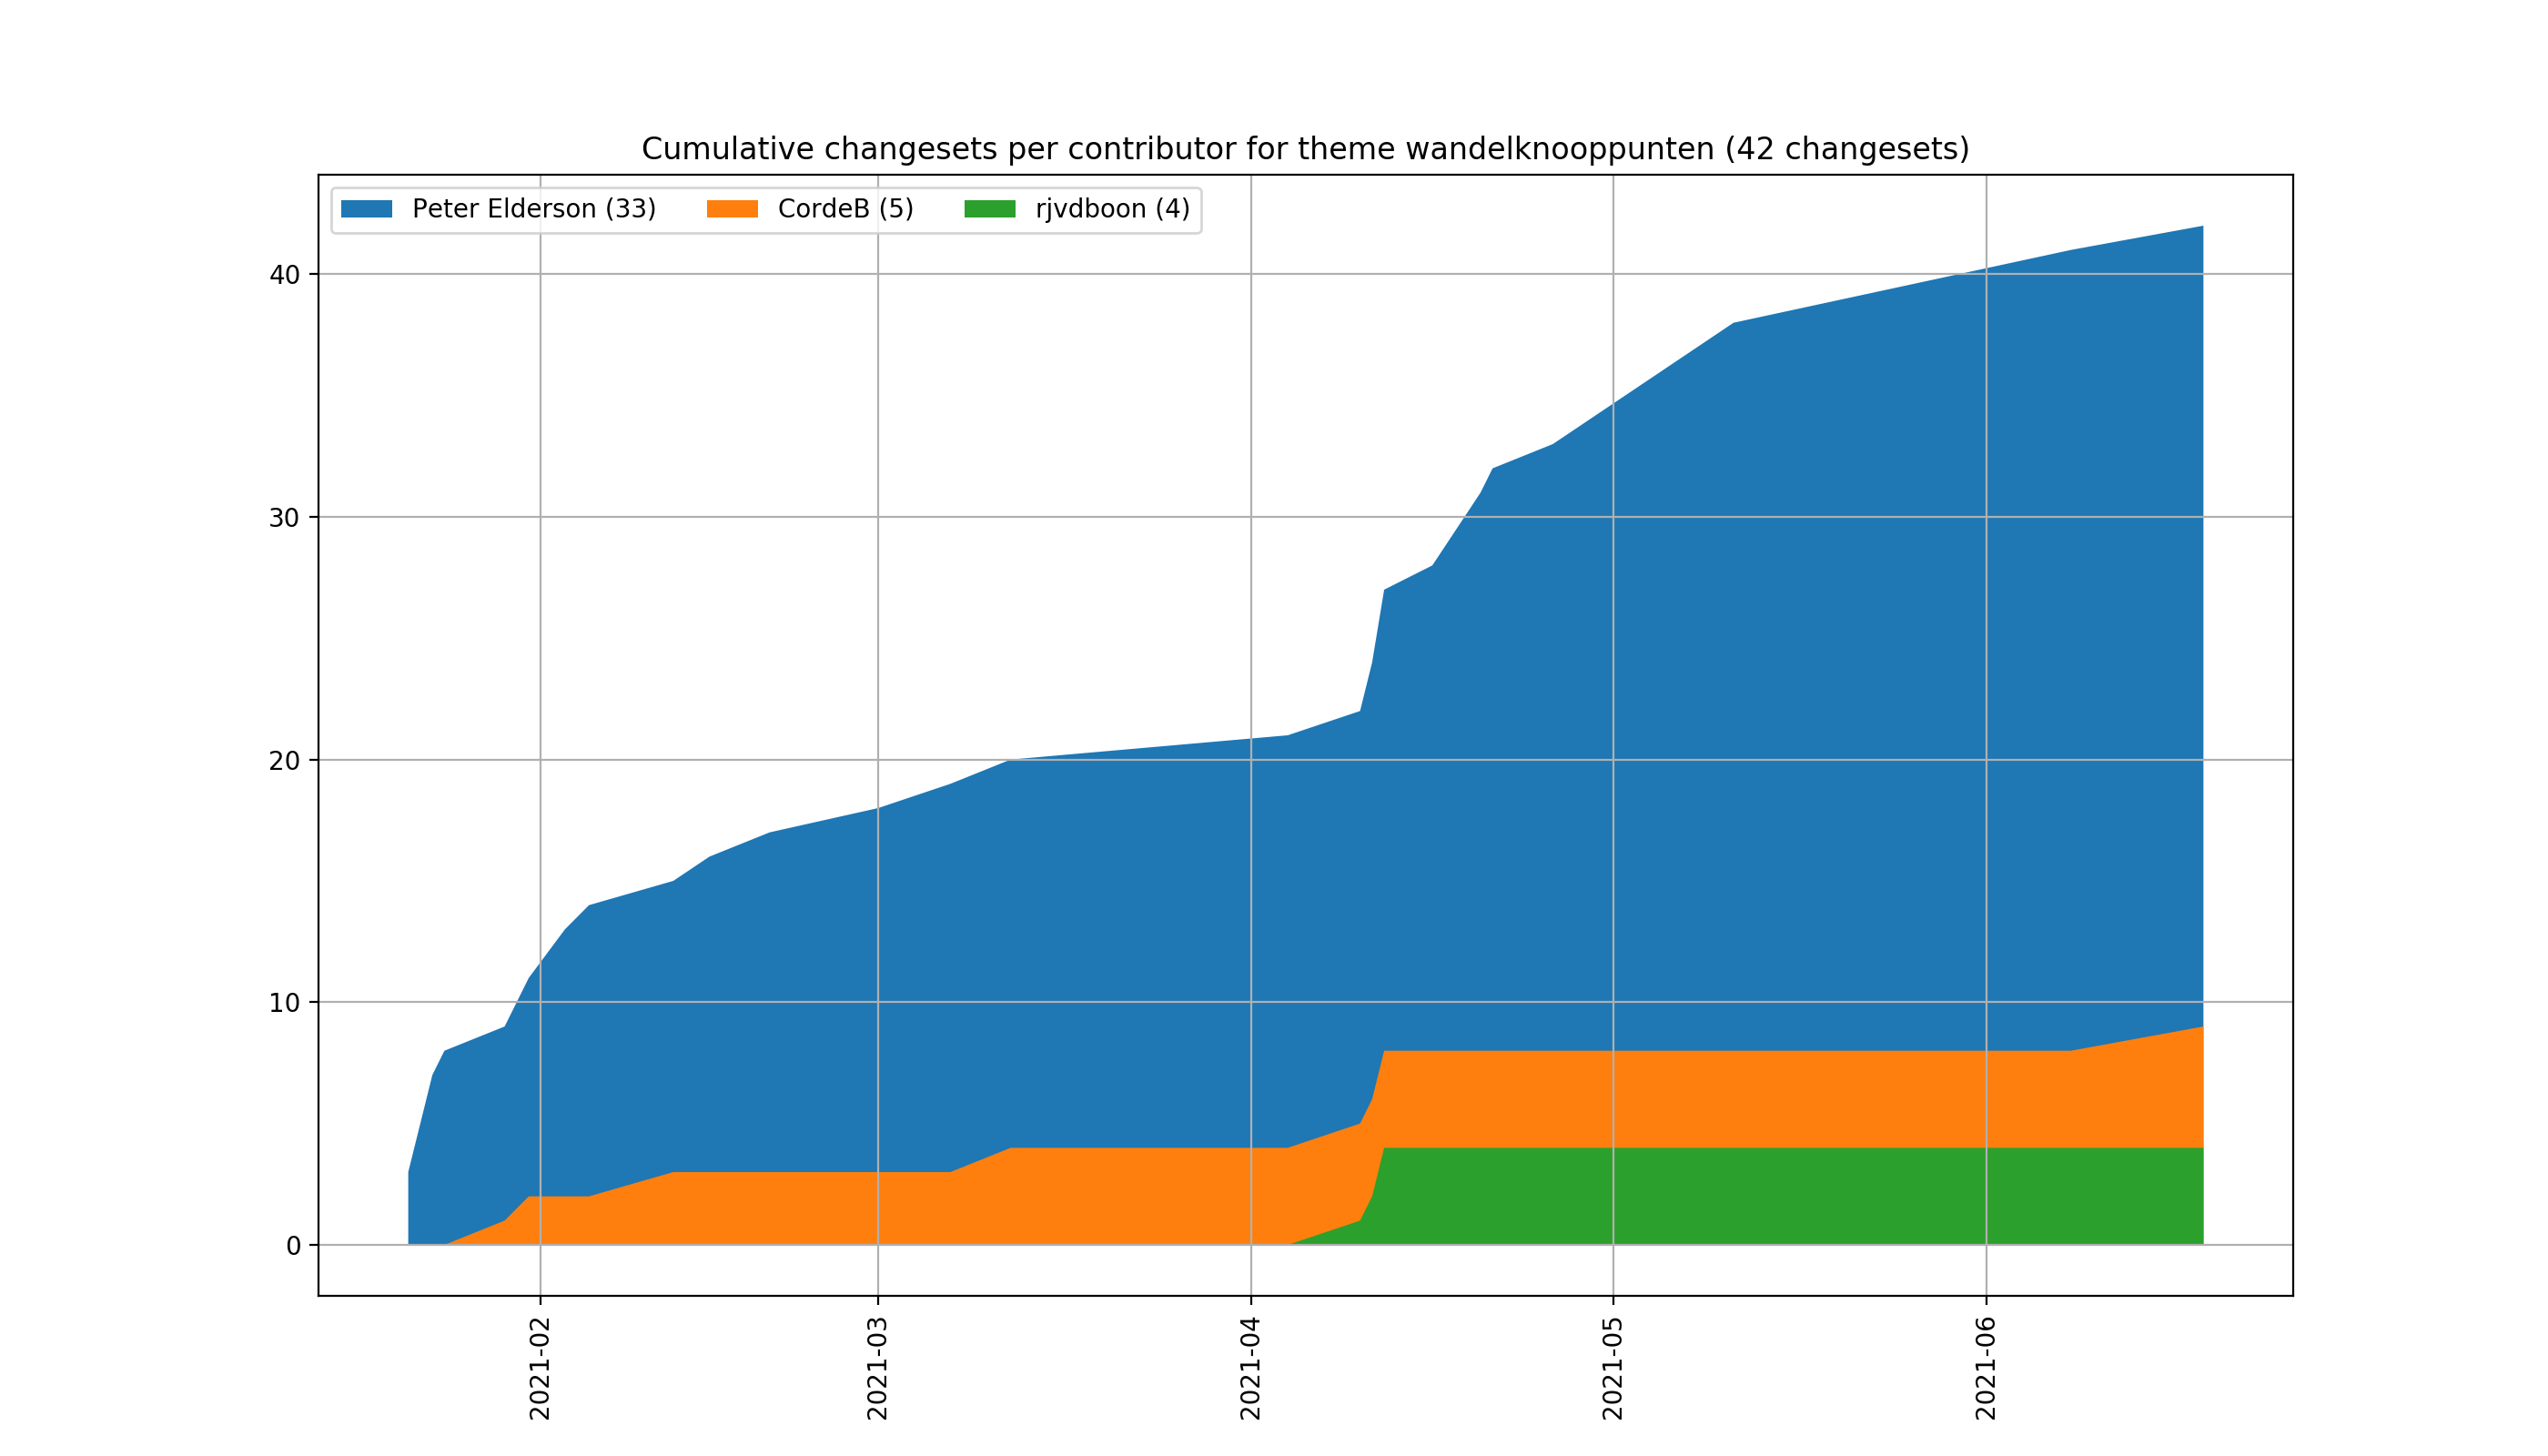 Cumulative changesets per contributor for theme wandelknooppunten (42 changesets)
Peter Elderson (33) CordeB (5) rjvdboon (4)
40
30
20
10
0
2021-02 2021-03 2021-04 2021-05 2021-06